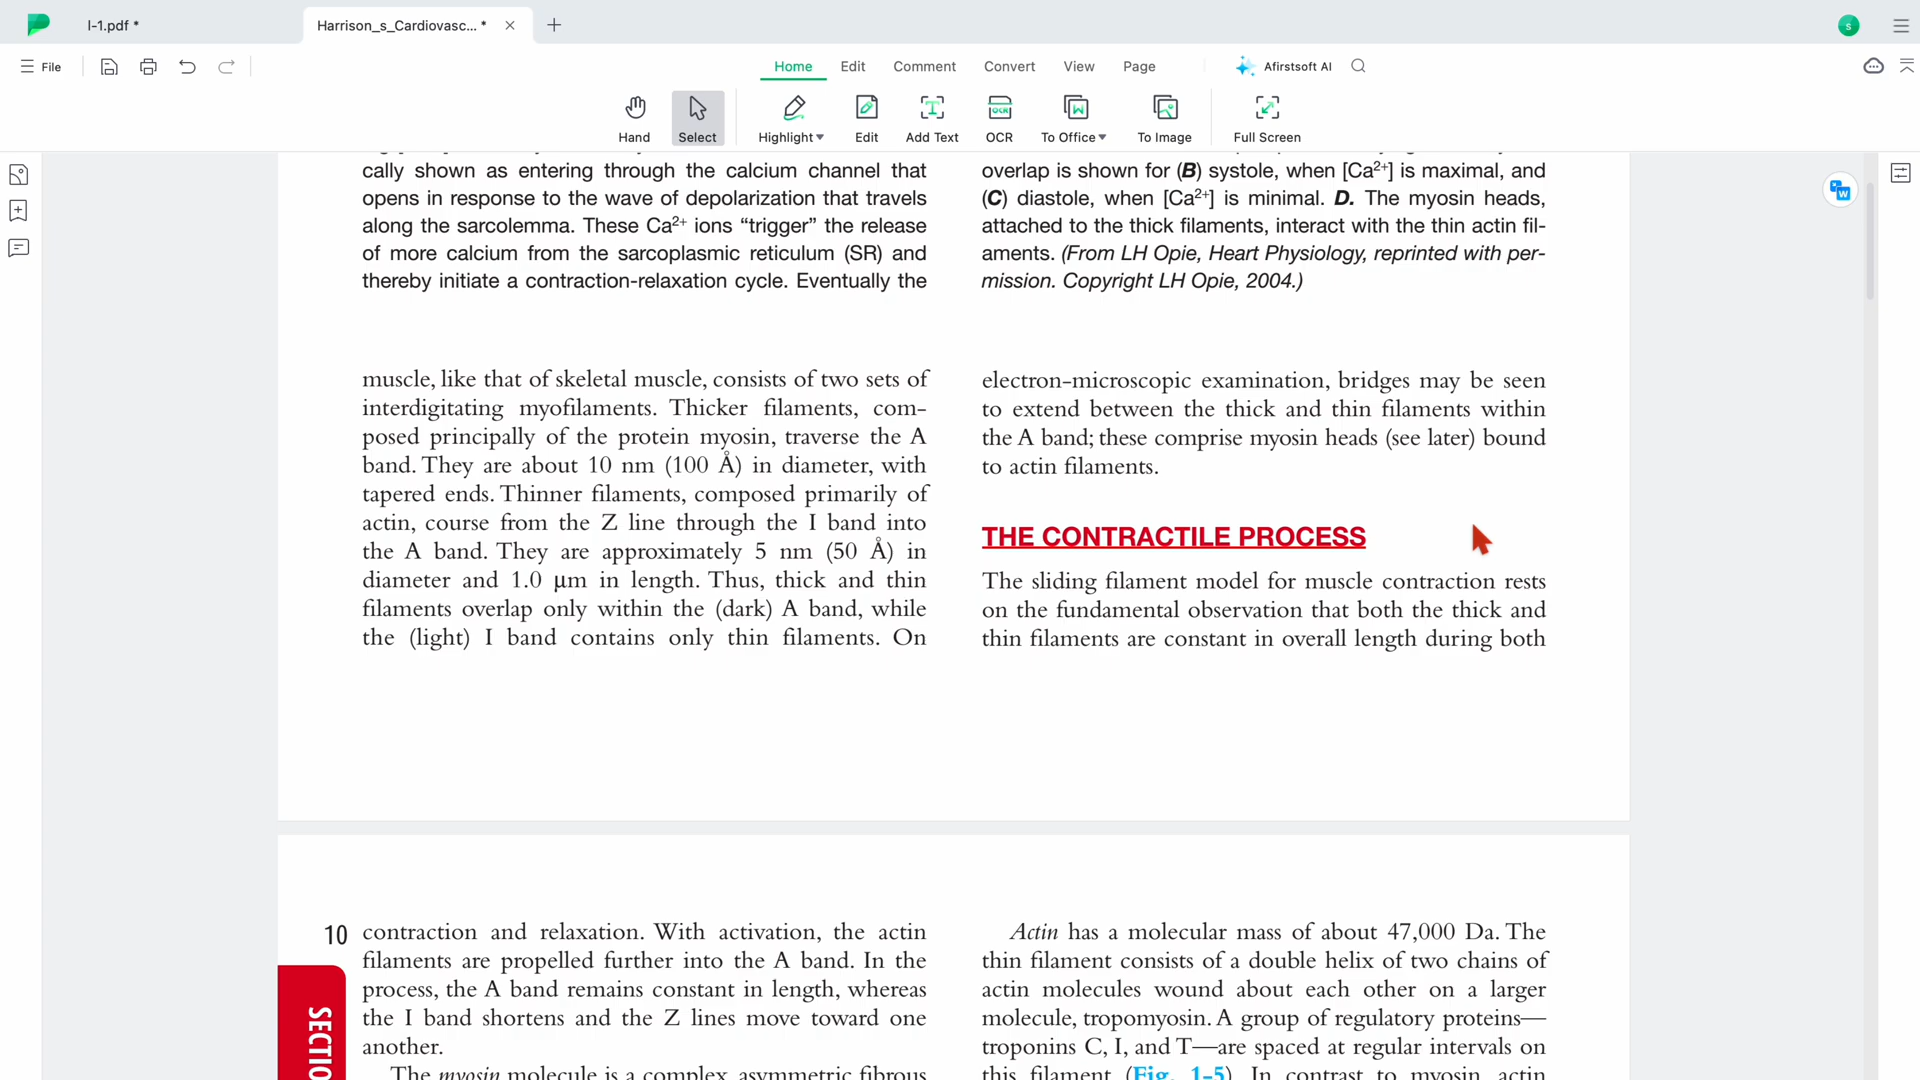 I-1.pdf *
Harrison_s_Cardiovasc... *
s
File
Home
Edit
Comment
Convert
View
Page
Afirstsoft AI
Hand
Select
Highlight
Edit
Add Text
OCR
To Office
To Image
Full Screen
cally shown as entering through the calcium channel that
opens in response to the wave of depolarization that travels
along the sarcolemma. These Ca²⁺ ions “trigger” the release
of more calcium from the sarcoplasmic reticulum (SR) and
thereby initiate a contraction-relaxation cycle. Eventually the
overlap is shown for (B) systole, when [Ca²⁺] is maximal, and
(C) diastole, when [Ca²⁺] is minimal. D. The myosin heads,
attached to the thick filaments, interact with the thin actin fil-
aments. (From LH Opie, Heart Physiology, reprinted with per-
mission. Copyright LH Opie, 2004.)
muscle, like that of skeletal muscle, consists of two sets of
interdigitating myofilaments. Thicker filaments, com-
posed principally of the protein myosin, traverse the A
band. They are about 10 nm (100 Å) in diameter, with
tapered ends. Thinner filaments, composed primarily of
actin, course from the Z line through the I band into
the A band. They are approximately 5 nm (50 Å) in
diameter and 1.0 μm in length. Thus, thick and thin
filaments overlap only within the (dark) A band, while
the (light) I band contains only thin filaments. On
electron-microscopic examination, bridges may be seen
to extend between the thick and thin filaments within
the A band; these comprise myosin heads (see later) bound
to actin filaments.
THE CONTRACTILE PROCESS
The sliding filament model for muscle contraction rests
on the fundamental observation that both the thick and
thin filaments are constant in overall length during both
10
SECTIO
contraction and relaxation. With activation, the actin
filaments are propelled further into the A band. In the
process, the A band remains constant in length, whereas
the I band shortens and the Z lines move toward one
another.
The myosin molecule is a complex, asymmetric fibrous
Actin has a molecular mass of about 47,000 Da. The
thin filament consists of a double helix of two chains of
actin molecules wound about each other on a larger
molecule, tropomyosin. A group of regulatory proteins—
troponins C, I, and T—are spaced at regular intervals on
this filament (Fig. 1-5). In contrast to myosin, actin